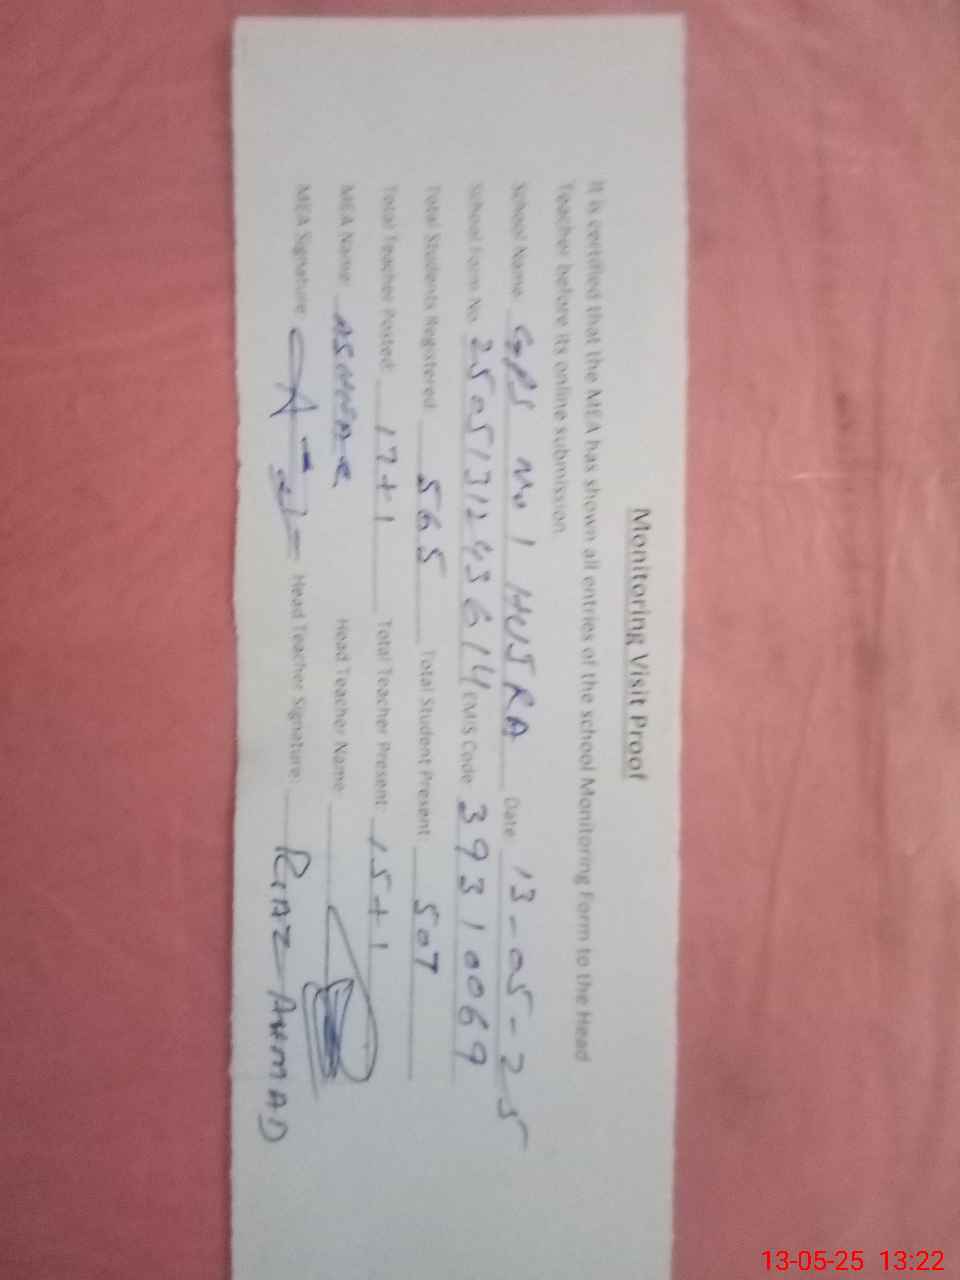 Monitoring Visit Proof
It is certified that the MEA has shown all entries of the school Monitoring Form to the Head
Teacher before its online submission.
School Name: GPS No 1 HUJRA Date: 13-05-25
School Form No. 25051312436141 EMIS Code: 39310069
Total Students Registered: 565 Total Student Present: 507
Total Teacher Posted: 17+1 Total Teacher Present: 15+1
MEA Name: Head Teacher Name:
MEA Signature: Head Teacher Signature: RIAZ AHMAD
13-05-25 13:22